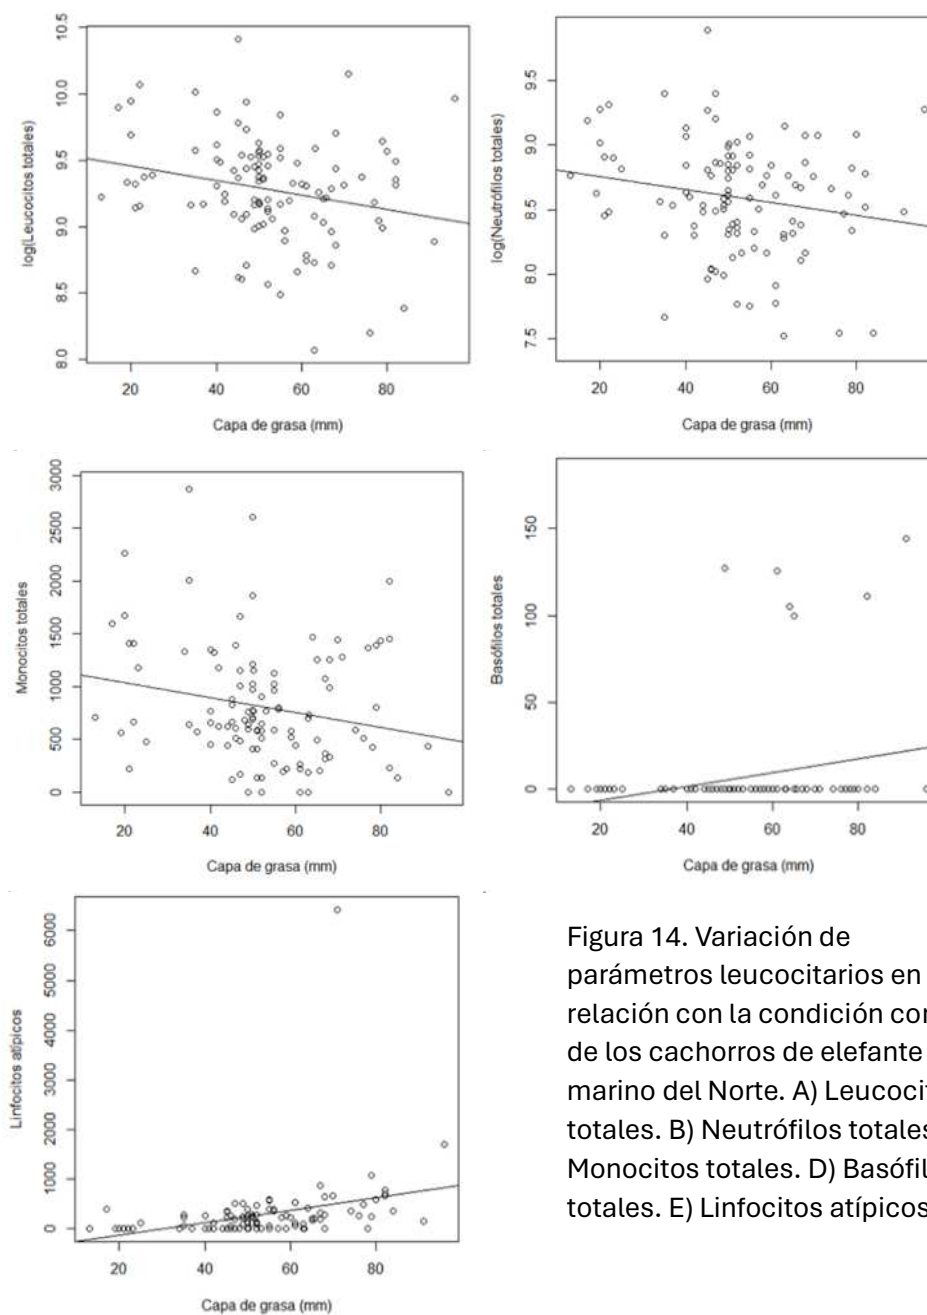 log(Leucocitos totales)
8.0 8.5 9.0 9.5 10.0 10.5
20 40 60 80
Capa de grasa (mm)
log(Neutrófilos totales)
7.5 8.0 8.5 9.0 9.5
20 40 60 80
Capa de grasa (mm)
Monocitos totales
0 500 1000 1500 2000 2500 3000
20 40 60 80
Capa de grasa (mm)
Basófilos totales
0 50 100 150
20 40 60 80
Capa de grasa (mm)
Linfocitos atípicos
0 1000 2000 3000 4000 5000 6000
20 40 60 80
Capa de grasa (mm)
Figura 14. Variación de
parámetros leucocitarios en
relación con la condición
de los cachorros de elefante
marino del Norte. A)
totales. B) Neutrófilos
Monocitos totales. D)
totales. E) Linfocitos atípicos